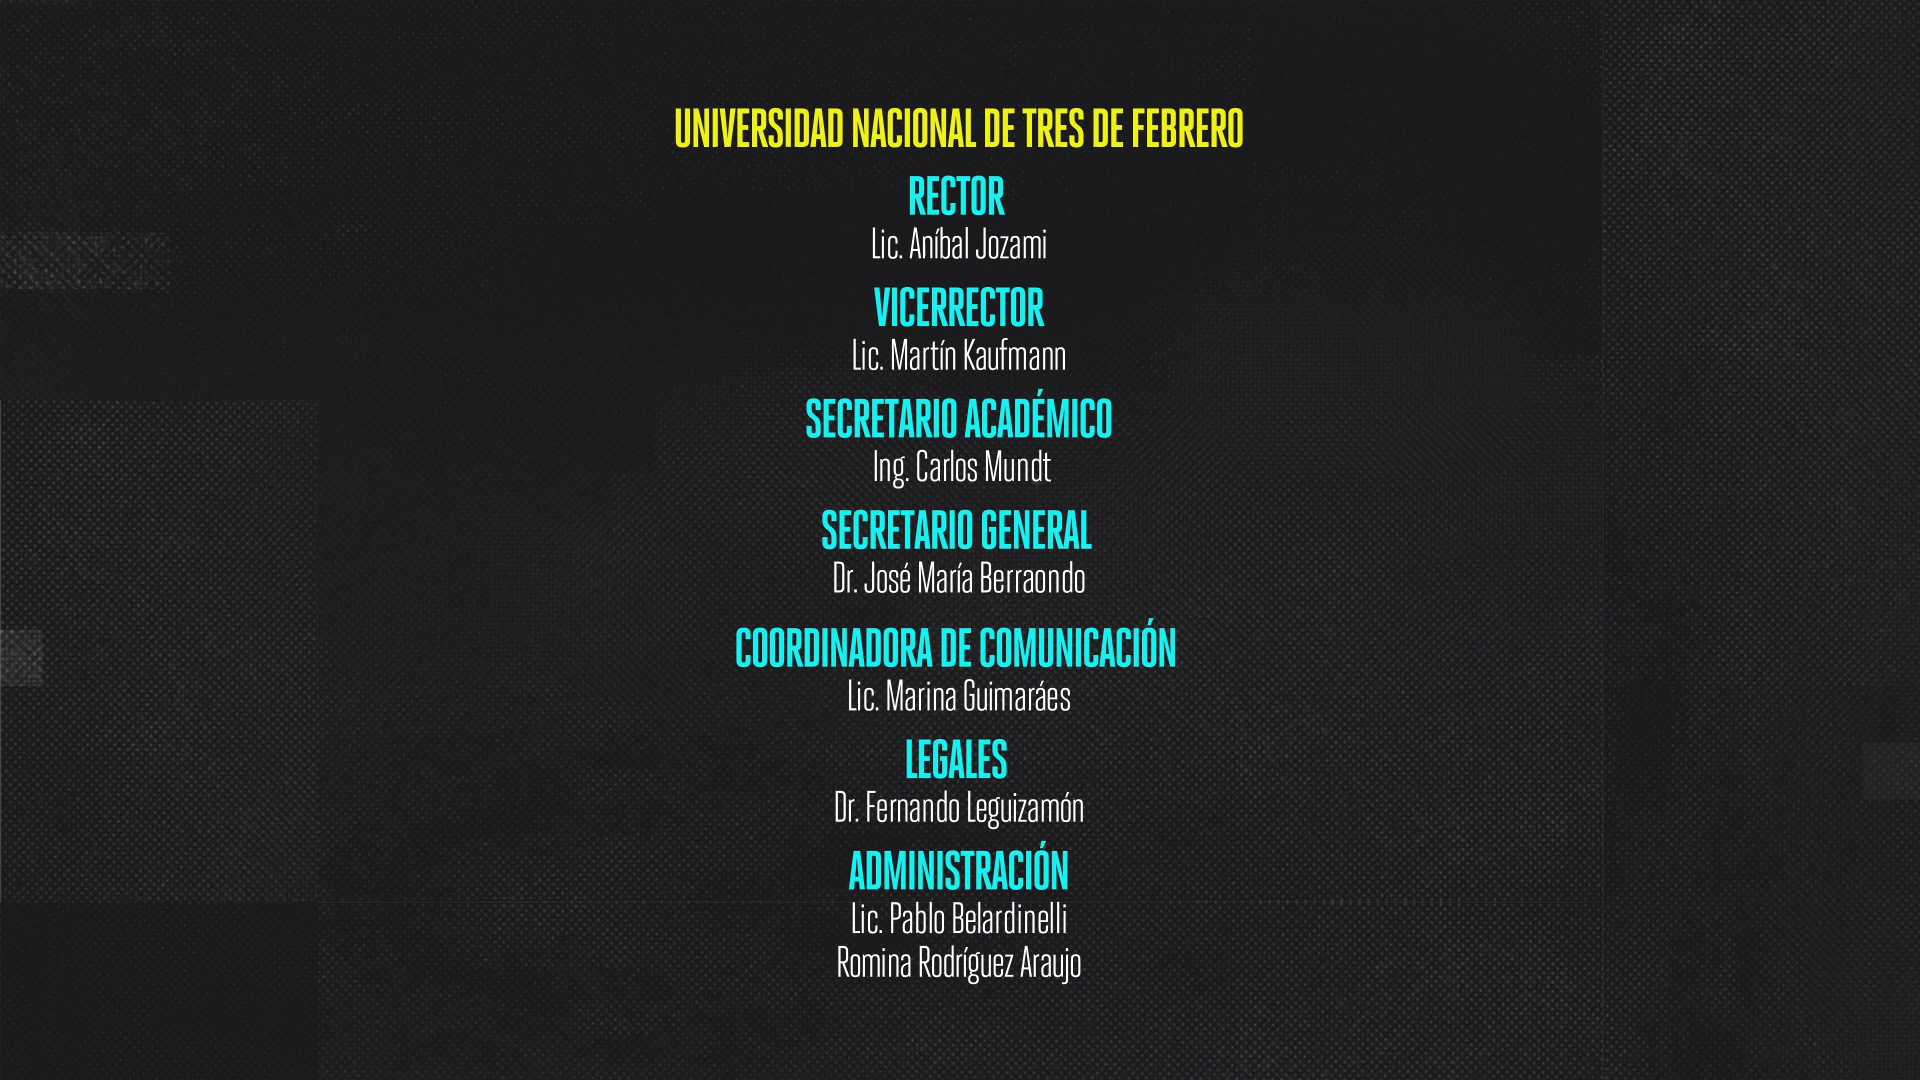 UNIVERSIDAD NACIONAL DE TRES DE FEBRERO
RECTOR
Lic. Aníbal Jozami
VICERRECTOR
Lic. Martín Kaufmann
SECRETARIO ACADÉMICO
Ing. Carlos Mundt
SECRETARIO GENERAL
Dr. José María Berraondo
COORDINADORA DE COMUNICACIÓN
Lic. Marina Guimaráes
LEGALES
Dr. Fernando Leguizamón
ADMINISTRACIÓN
Lic. Pablo Belardinelli
Romina Rodríguez Araujo